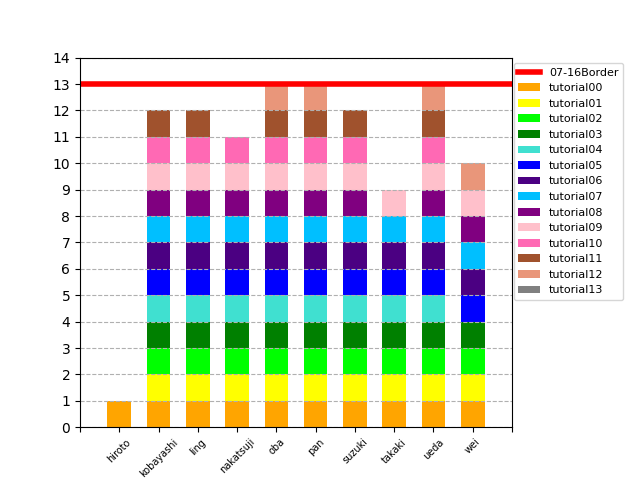 14
13
12
11
10
9
8
7
6
5
4
3
2
1
0
hiroto
kobayashi
ling
nakatsuji
oba
pan
suzuki
takaki
ueda
wei
07-16Border
tutorial00
tutorial01
tutorial02
tutorial03
tutorial04
tutorial05
tutorial06
tutorial07
tutorial08
tutorial09
tutorial10
tutorial11
tutorial12
tutorial13